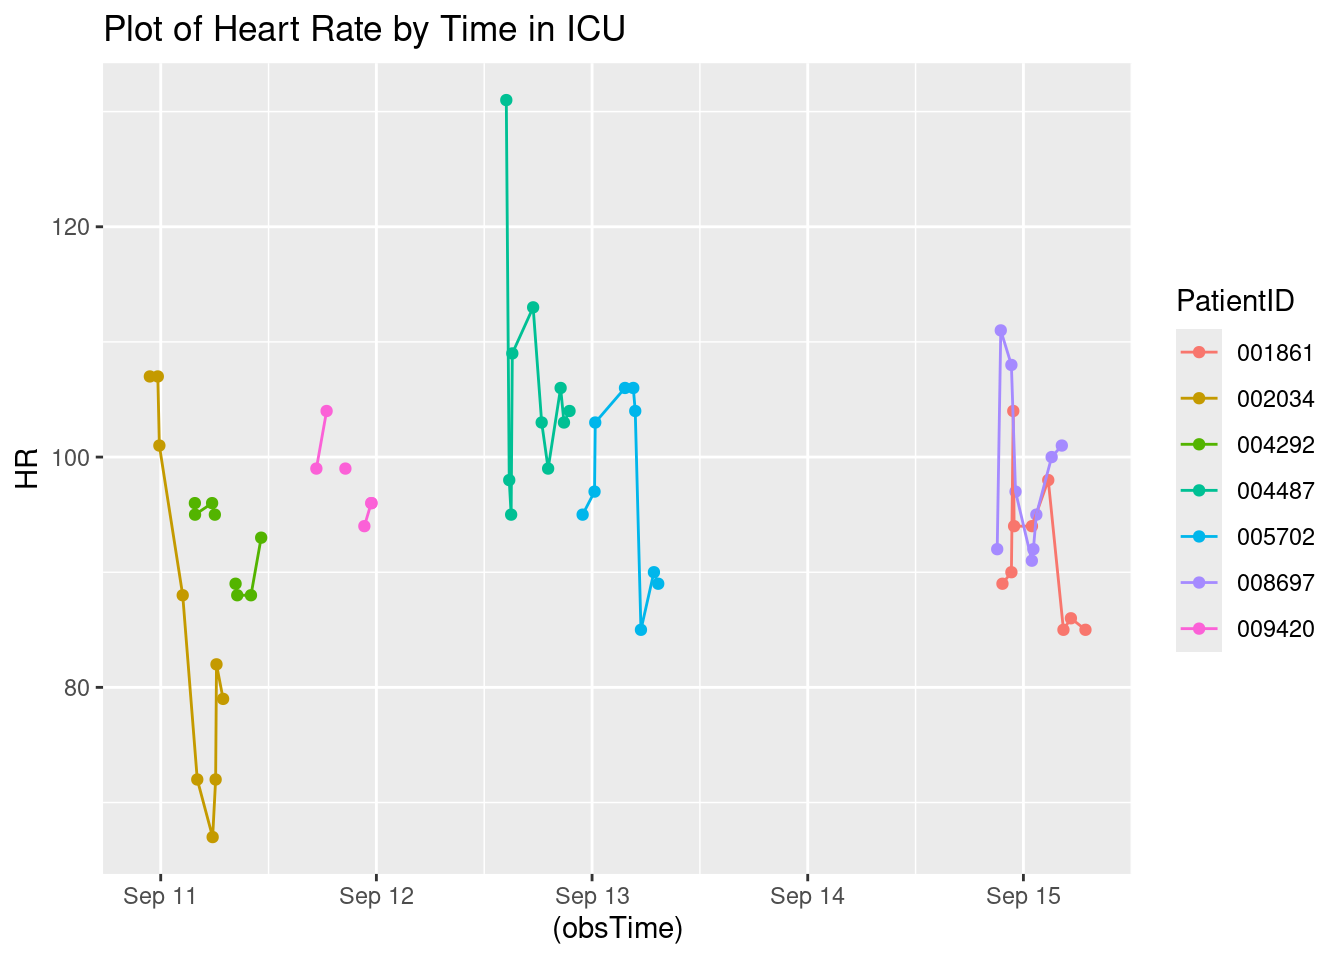 Plot of Heart Rate by Time in ICU
HR
120
100
80
Sep 11
Sep 12
Sep 13
Sep 14
Sep 15
(obsTime)
PatientID
001861
002034
004292
004487
005702
008697
009420